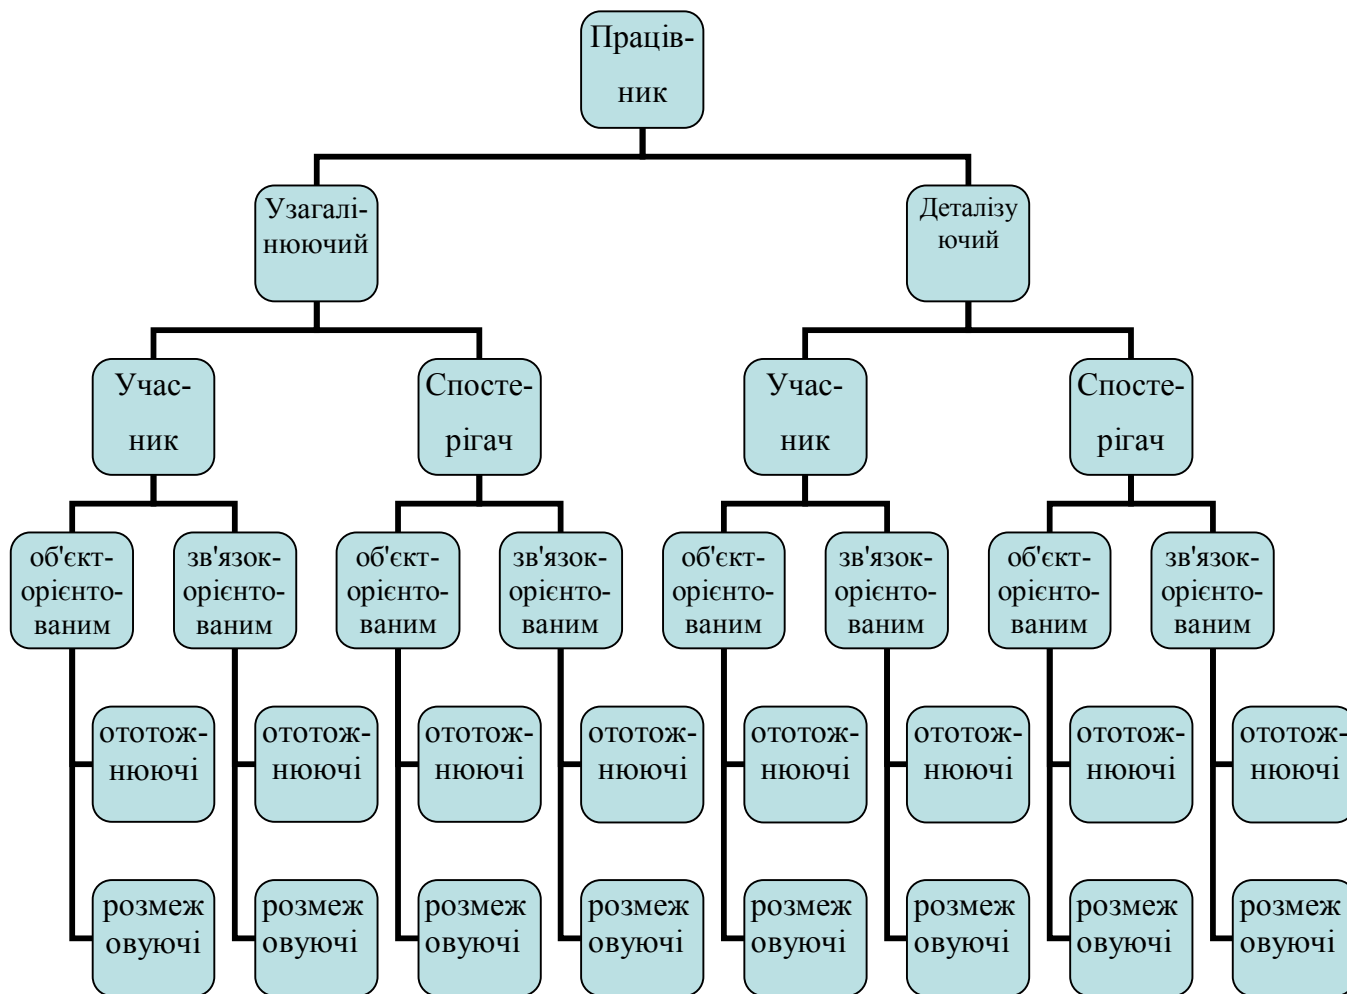 Праців-
ник
Узагалі-
нюючий
Деталізу
ючий
Учас-
ник
Спосте-
рігач
Учас-
ник
Спосте-
рігач
об'єкт-
орієнто-
ваним
зв'язок-
орієнто-
ваним
об'єкт-
орієнто-
ваним
зв'язок-
орієнто-
ваним
об'єкт-
орієнто-
ваним
зв'язок-
орієнто-
ваним
об'єкт-
орієнто-
ваним
зв'язок-
орієнто-
ваним
ототож-
нюючі
ототож-
нюючі
ототож-
нюючі
ототож-
нюючі
ототож-
нюючі
ототож-
нюючі
ототож-
нюючі
ототож-
нюючі
розмеж
овуючі
розмеж
овуючі
розмеж
овуючі
розмеж
овуючі
розмеж
овуючі
розмеж
овуючі
розмеж
овуючі
розмеж
овуючі